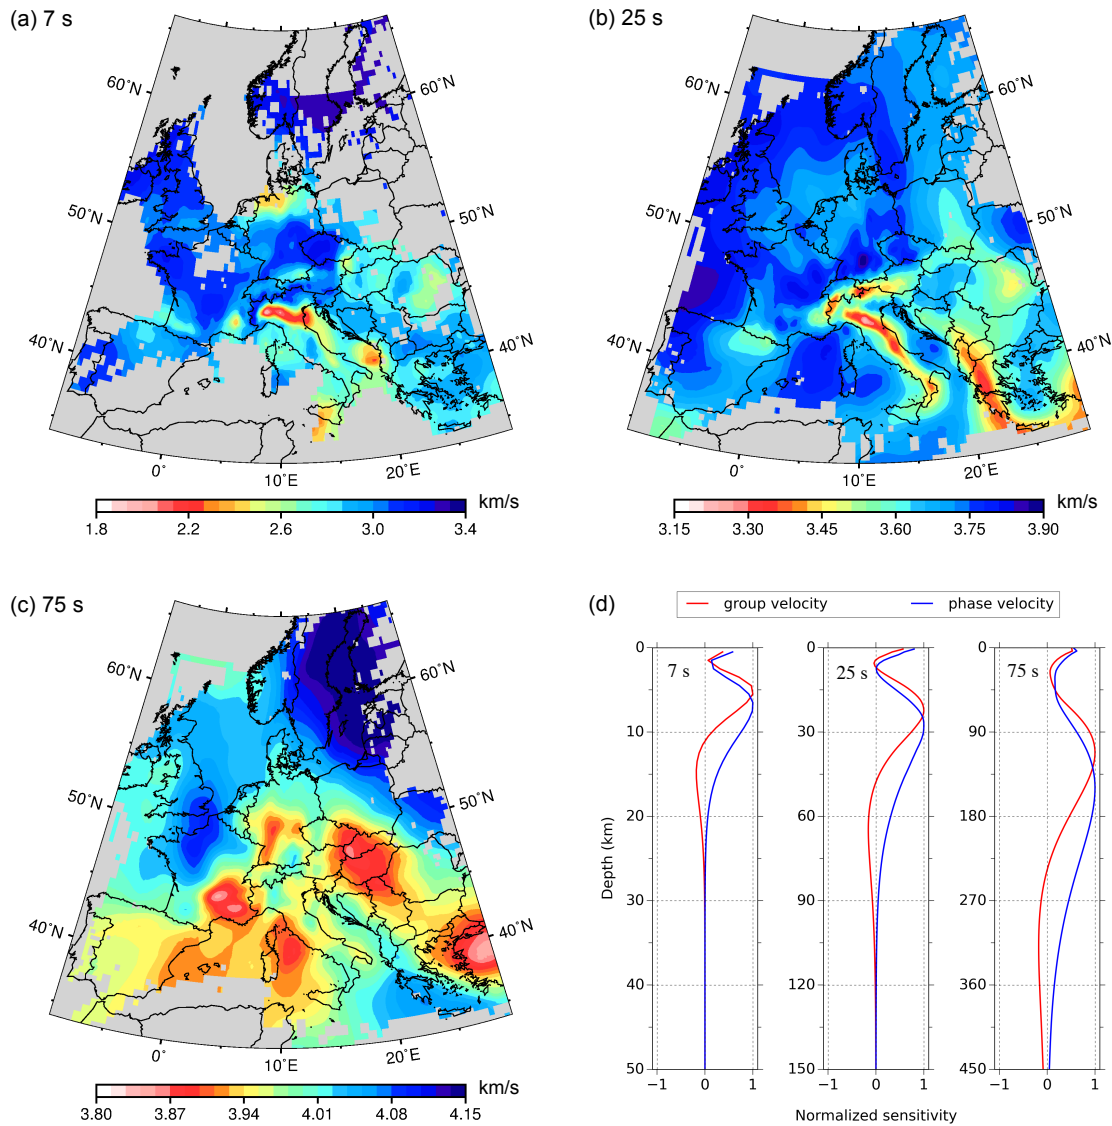 (a) 7 s
(b) 25 s
60°N
60°N
60°N
60°N
50°N
50°N
50°N
50°N
40°N
40°N
40°N
40°N
0°
10°E
20°E
0°
10°E
20°E
km/s
km/s
1.8 2.2 2.6 3.0 3.4
3.15 3.30 3.45 3.60 3.75 3.90
(c) 75 s
(d)
group velocity
phase velocity
60°N
60°N
50°N
50°N
40°N
40°N
0°
10°E
20°E
km/s
3.80 3.87 3.94 4.01 4.08 4.15
Depth (km)
0
10
20
30
40
50
7 s
−1 0 1
0
30
60
90
120
150
25 s
−1 0 1
0
90
180
270
360
450
75 s
−1 0 1
Normalized sensitivity